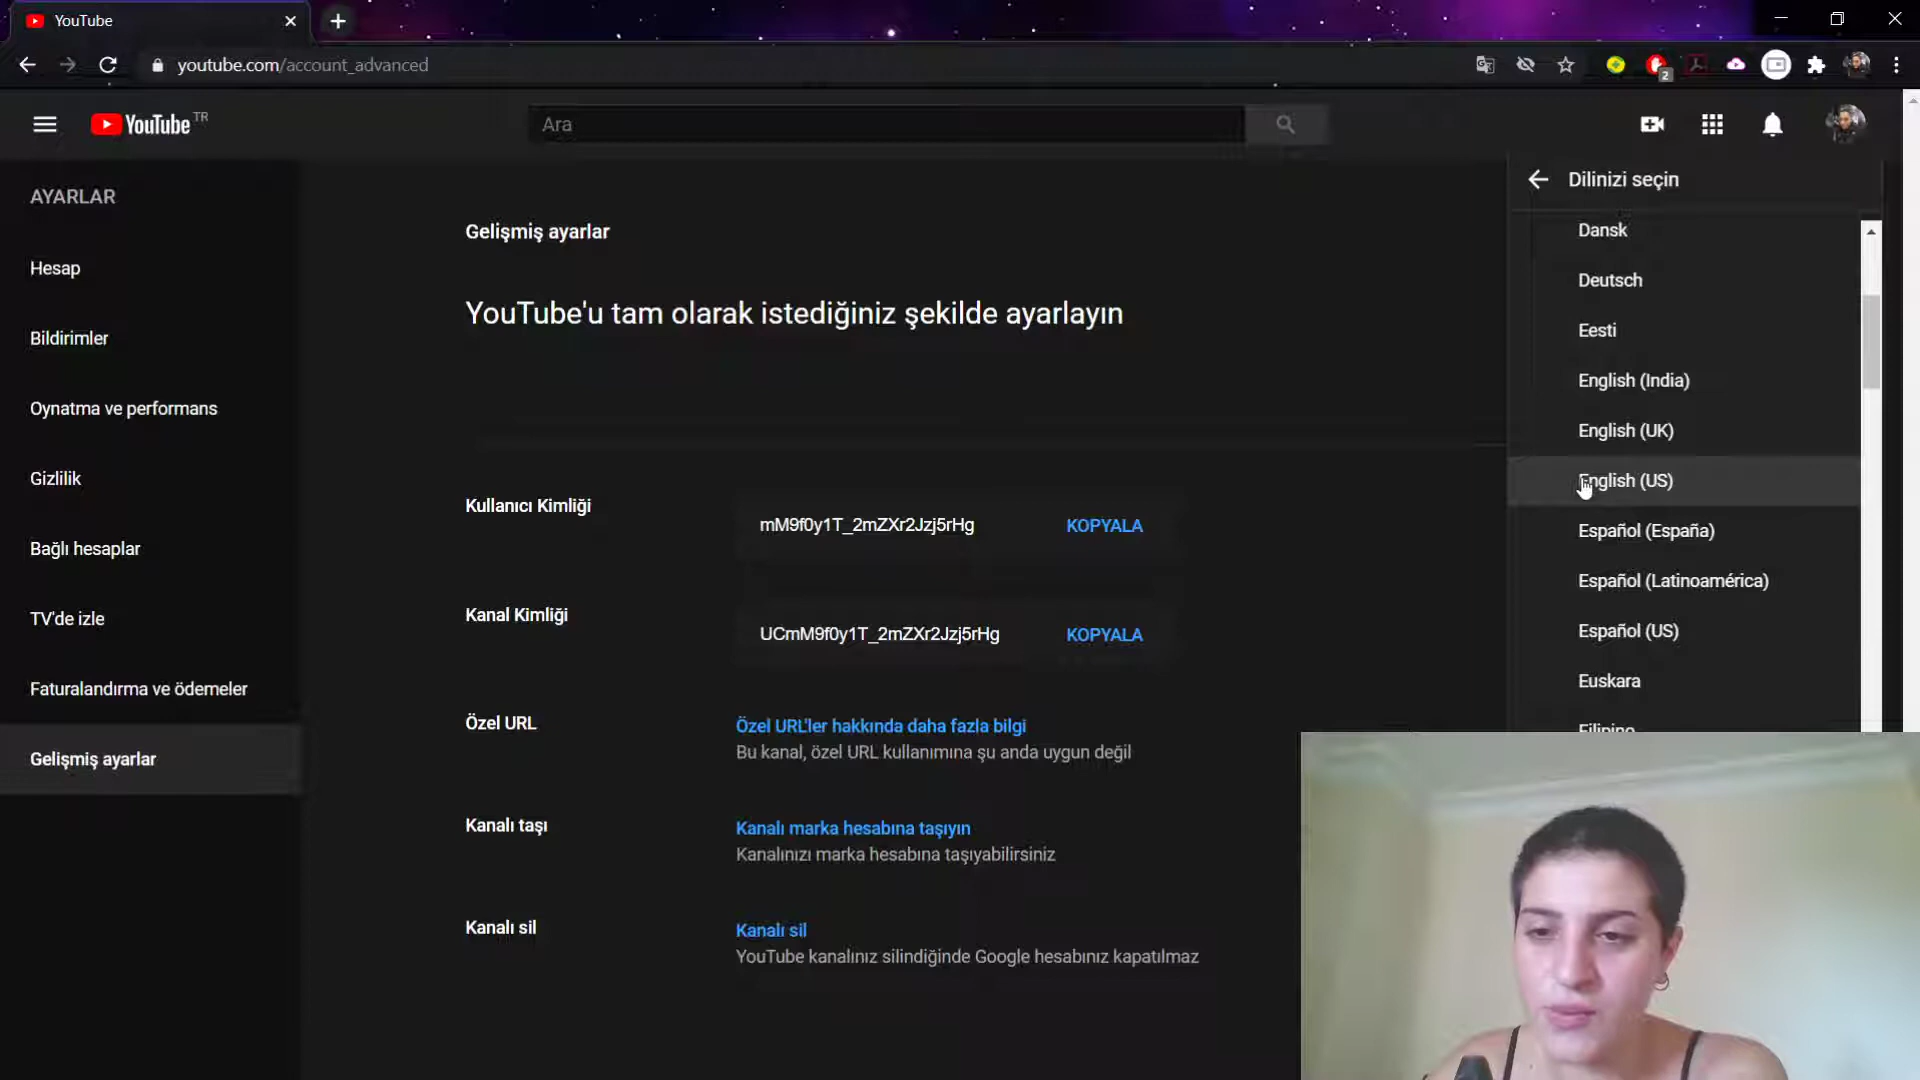 YouTube
youtube.com/account_advanced
2
YouTube TR
Ara
AYARLAR
Hesap
Bildirimler
Oynatma ve performans
Gizlilik
Bağlı hesaplar
TV'de izle
Faturalandırma ve ödemeler
Gelişmiş ayarlar
Gelişmiş ayarlar
YouTube'u tam olarak istediğiniz şekilde ayarlayın
Kullanıcı Kimliği
mM9f0y1T_2mZXr2Jzj5rHg
KOPYALA
Kanal Kimliği
UCmM9f0y1T_2mZXr2Jzj5rHg
KOPYALA
Özel URL
Özel URL'ler hakkında daha fazla bilgi
Bu kanal, özel URL kullanımına şu anda uygun değil
Kanalı taşı
Kanalı marka hesabına taşıyın
Kanalınızı marka hesabına taşıyabilirsiniz
Kanalı sil
Kanalı sil
YouTube kanalınız silindiğinde Google hesabınız kapatılmaz
Dilinizi seçin
Dansk
Deutsch
Eesti
English (India)
English (UK)
English (US)
Español (España)
Español (Latinoamérica)
Español (US)
Euskara
Filipino